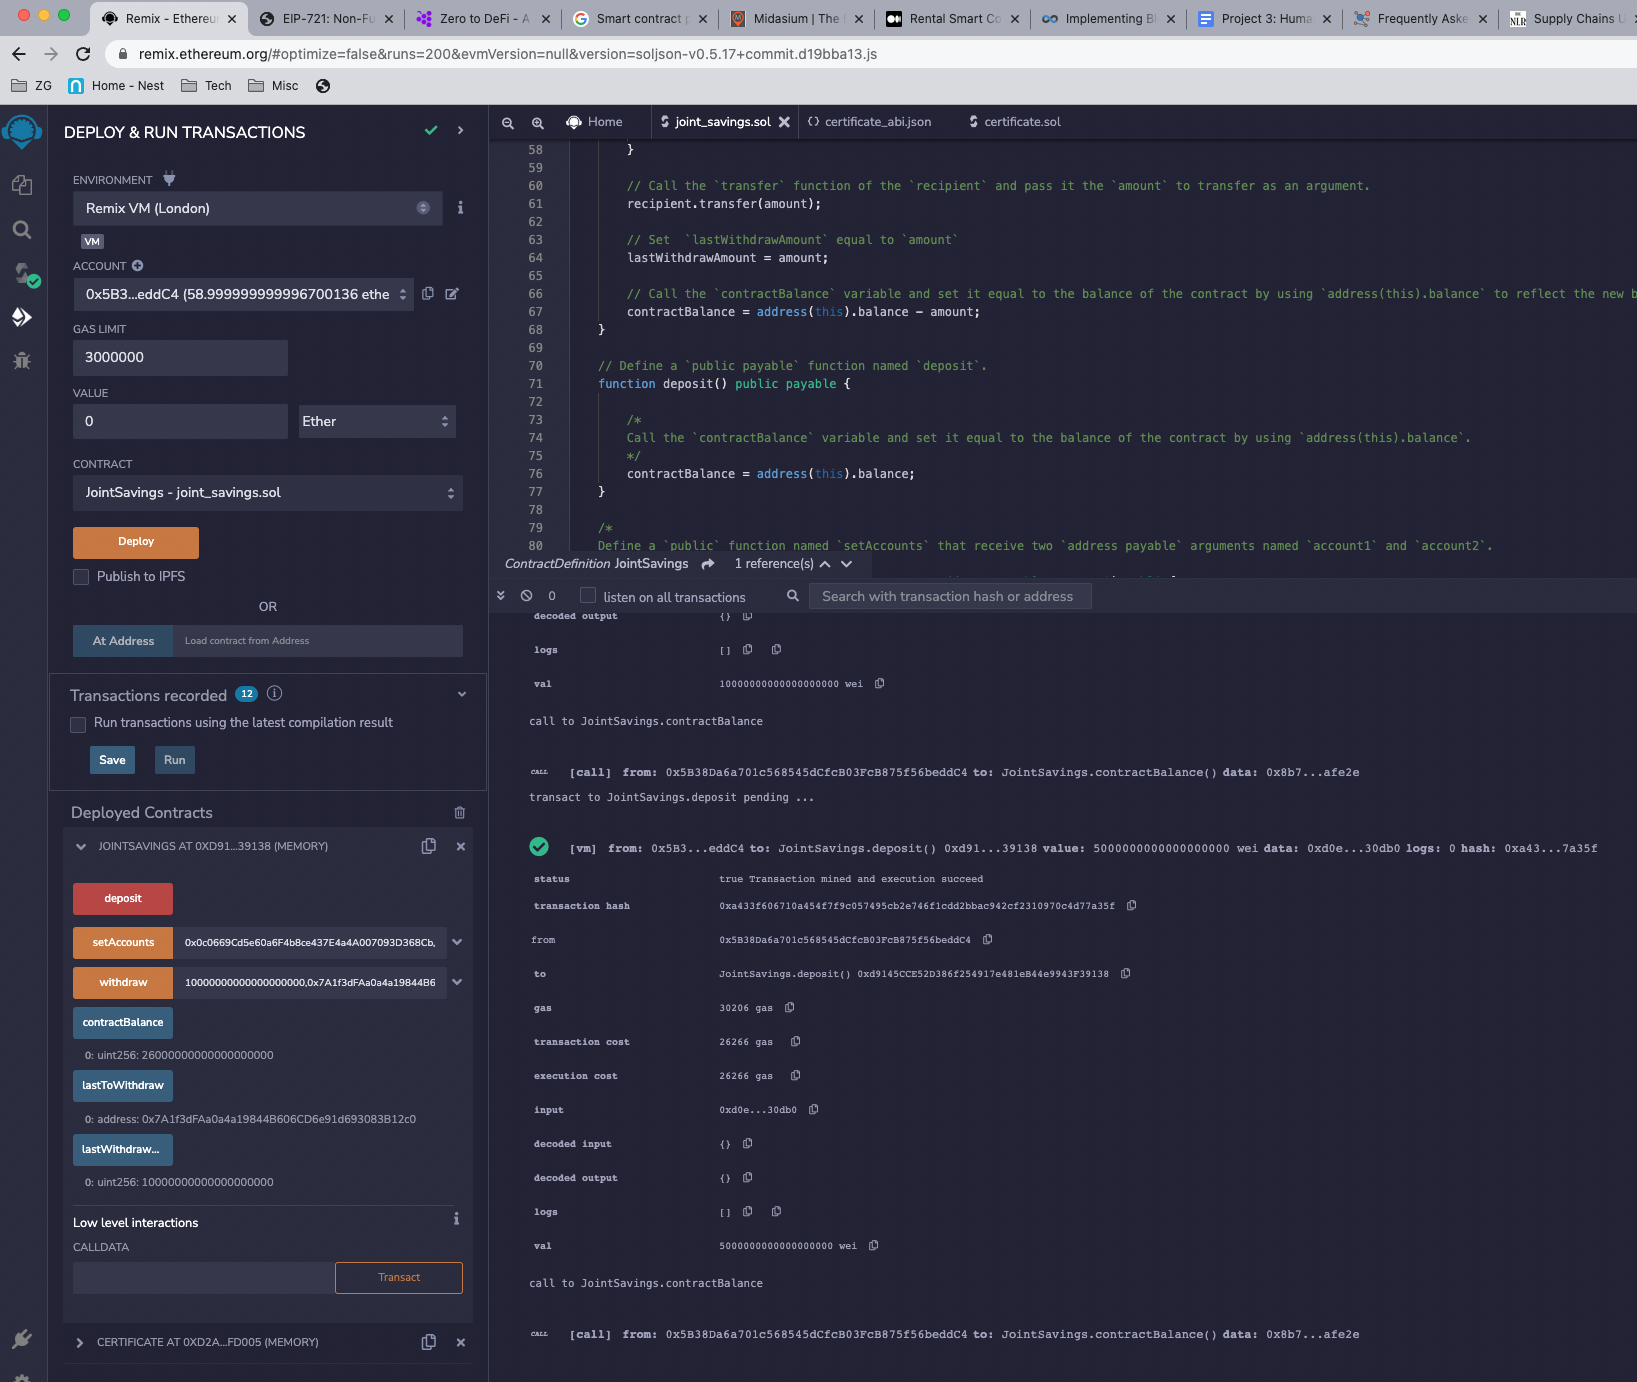 Remix - Ethereu
EIP-721: Non-Fu
Zero to DeFi - A
Smart contract p
Midasium | The f
Rental Smart Co
Implementing Bl
Project 3: Huma
Frequently Aske
Supply Chains U
remix.ethereum.org/#optimize=false&runs=200&evmVersion=null&version=soljson-v0.5.17+commit.d19bba13.js
ZG
Home - Nest
Tech
Misc
DEPLOY & RUN TRANSACTIONS
ENVIRONMENT
Remix VM (London)
VM
ACCOUNT
0x5B3...eddC4 (58.999999999996700136 ethe
GAS LIMIT
3000000
VALUE
0
Ether
CONTRACT
JointSavings - joint_savings.sol
Deploy
Publish to IPFS
OR
At Address
Load contract from Address
Transactions recorded 12
Run transactions using the latest compilation result
Save
Run
Deployed Contracts
JOINTSAVINGS AT 0XD91...39138 (MEMORY)
deposit
setAccounts
0x0c0669Cd5e60a6F4b8ce437E4a4A007093D368Cb,
withdraw
10000000000000000000,0x7A1f3dFAa0a4a19844B6
contractBalance
0: uint256: 26000000000000000000
lastToWithdraw
0: address: 0x7A1f3dFAa0a4a19844B606CD6e91d693083B12c0
lastWithdraw...
0: uint256: 10000000000000000000
Low level interactions
CALLDATA
Transact
CERTIFICATE AT 0XD2A...FD005 (MEMORY)
Home
joint_savings.sol
certificate_abi.json
certificate.sol
58 }
59
60 // Call the `transfer` function of the `recipient` and pass it the `amount` to transfer as an argument.
61 recipient.transfer(amount);
62
63 // Set  `lastWithdrawAmount` equal to `amount`
64 lastWithdrawAmount = amount;
65
66 // Call the `contractBalance` variable and set it equal to the balance of the contract by using `address(this).balance` to reflect the new b
67 contractBalance = address(this).balance - amount;
68 }
69
70 // Define a `public payable` function named `deposit`.
71 function deposit() public payable {
72
73 /*
74 Call the `contractBalance` variable and set it equal to the balance of the contract by using `address(this).balance`.
75 */
76 contractBalance = address(this).balance;
77 }
78
79 /*
80 Define a `public` function named `setAccounts` that receive two `address payable` arguments named `account1` and `account2`.
ContractDefinition JointSavings
1 reference(s)
0
listen on all transactions
Search with transaction hash or address
decoded output {}
logs []
val 10000000000000000000 wei
call to JointSavings.contractBalance
CALL [call] from: 0x5B38Da6a701c568545dCfcB03FcB875f56beddC4 to: JointSavings.contractBalance() data: 0x8b7...afe2e
transact to JointSavings.deposit pending ...
[vm] from: 0x5B3...eddC4 to: JointSavings.deposit() 0xd91...39138 value: 5000000000000000000 wei data: 0xd0e...30db0 logs: 0 hash: 0xa43...7a35f
status true Transaction mined and execution succeed
transaction hash 0xa433f606710a454f7f9c057495cb2e746f1cdd2bbac942cf2310970c4d77a35f
from 0x5B38Da6a701c568545dCfcB03FcB875f56beddC4
to JointSavings.deposit() 0xd9145CCE52D386f254917e481eB44e9943F39138
gas 30206 gas
transaction cost 26266 gas
execution cost 26266 gas
input 0xd0e...30db0
decoded input {}
decoded output {}
logs []
val 5000000000000000000 wei
call to JointSavings.contractBalance
CALL [call] from: 0x5B38Da6a701c568545dCfcB03FcB875f56beddC4 to: JointSavings.contractBalance() data: 0x8b7...afe2e